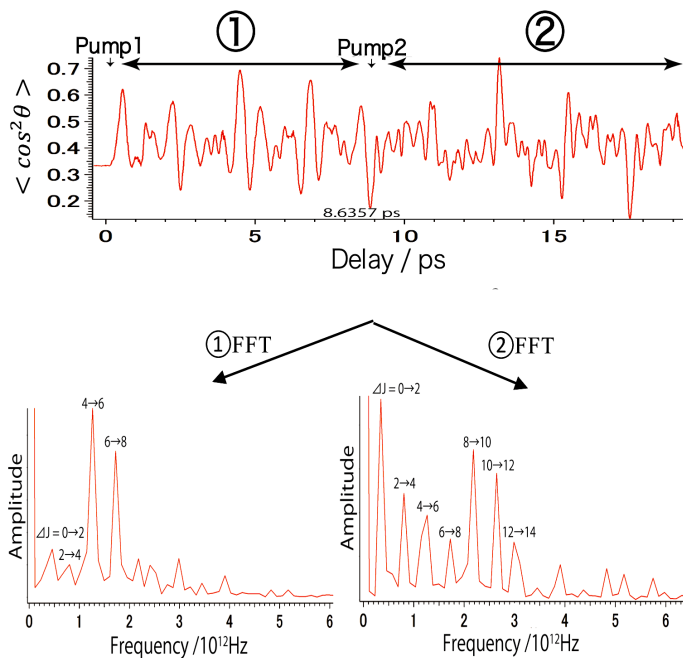 ① ②
Pump1 Pump2
< cos²θ >
0.7
0.6
0.5
0.4
0.3
0.2
8.6357 ps
0 5 10 15
Delay / ps
①FFT ②FFT
Amplitude
4→6
6→8
⊿J = 0→2
2→4
0 1 2 3 4 5 6
Frequency /10¹²Hz
Amplitude
⊿J = 0→2
8→10
10→12
2→4
4→6
6→8
12→14
0 1 2 3 4 5 6
Frequency /10¹²Hz